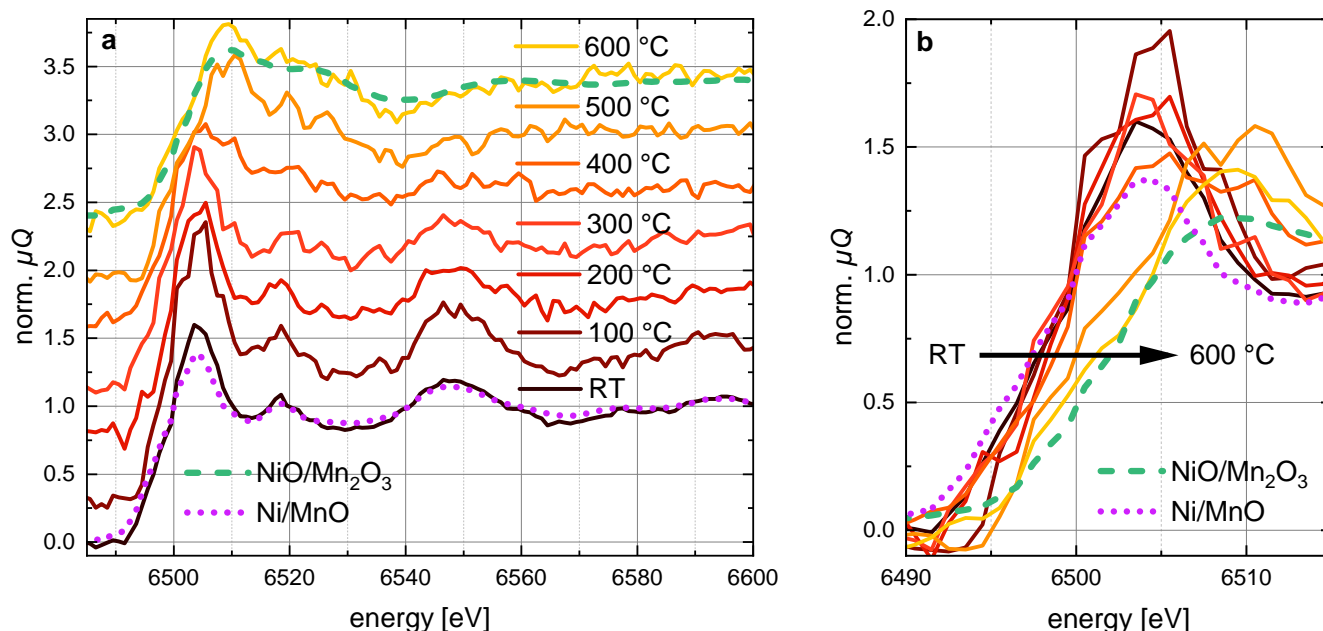 a
norm. μQ
3.5
3.0
2.5
2.0
1.5
1.0
0.5
0.0
600 °C
500 °C
400 °C
300 °C
200 °C
100 °C
RT
NiO/Mn₂O₃
Ni/MnO
6500 6520 6540 6560 6580 6600
energy [eV]
b
norm. μQ
2.0
1.5
1.0
0.5
0.0
RT 600 °C
NiO/Mn₂O₃
Ni/MnO
6490 6500 6510
energy [eV]